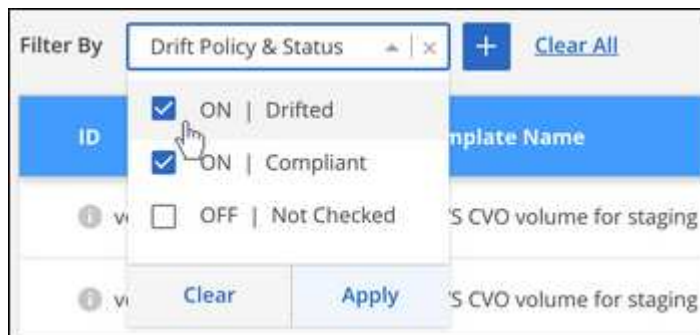 Filter By Drift Policy & Status Clear All
ON | Drifted
ID mplate Name
ON | Compliant
OFF | Not Checked
S CVO volume for staging
Clear Apply
S CVO volume for staging